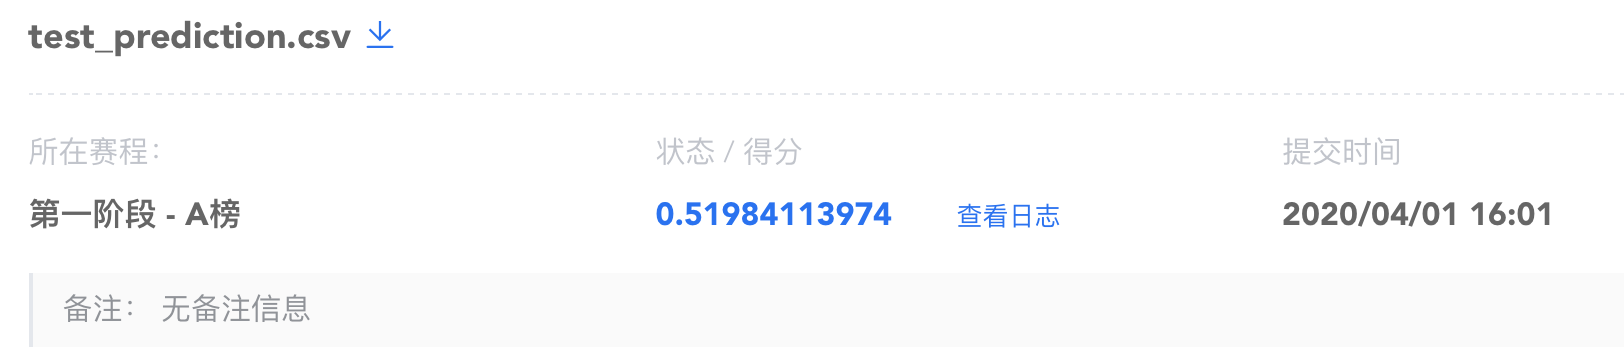 test_prediction.csv
所在赛程： 状态 / 得分 提交时间
第一阶段 - A榜 0.51984113974 查看日志 2020/04/01 16:01
备注： 无备注信息